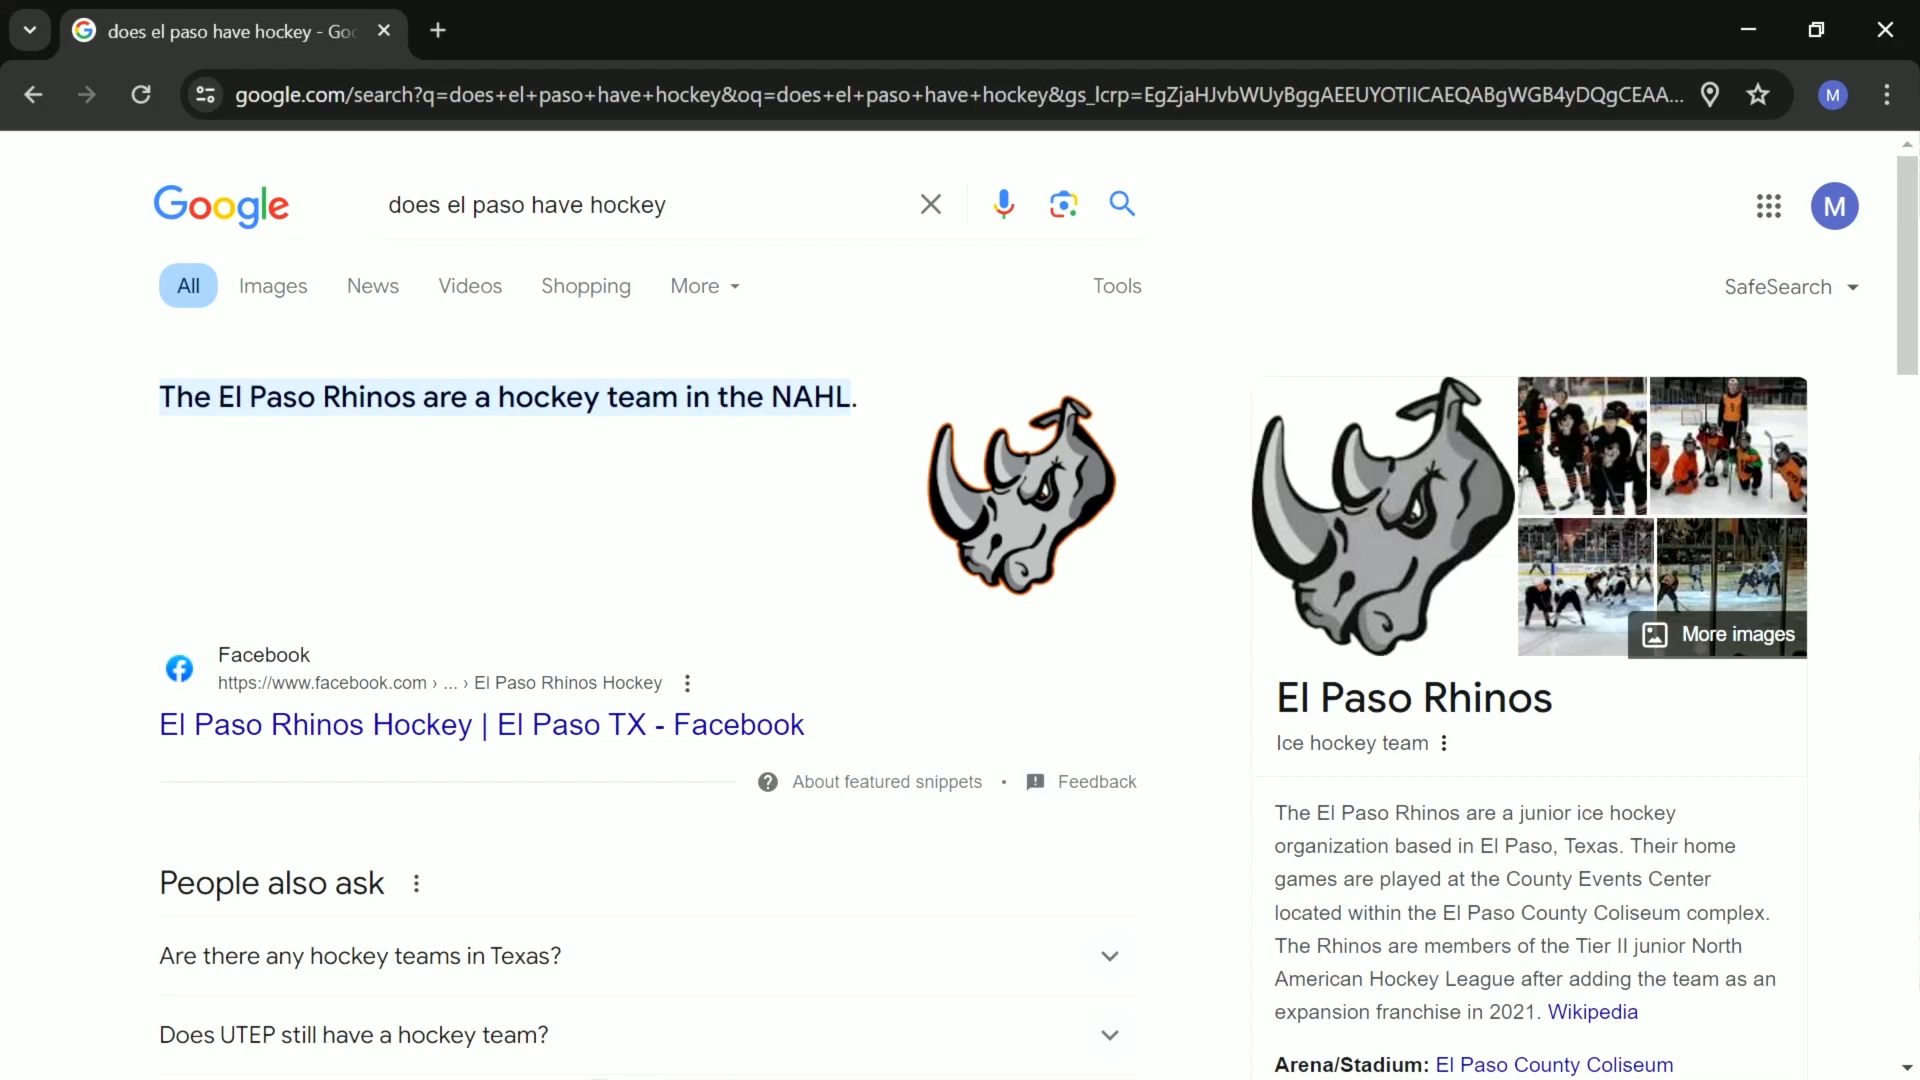 does el paso have hockey - Goo
google.com/search?q=does+el+paso+have+hockey&oq=does+el+paso+have+hockey&gs_lcrp=EgZjaHJvbWUyBggAEEUYOTIICAEQABgWGB4yDQgCEAA...
M
Google
does el paso have hockey
M
All
Images
News
Videos
Shopping
More
Tools
SafeSearch
The El Paso Rhinos are a hockey team in the NAHL.
Facebook
https://www.facebook.com › ... › El Paso Rhinos Hockey
El Paso Rhinos Hockey | El Paso TX - Facebook
About featured snippets • Feedback
People also ask
Are there any hockey teams in Texas?
Does UTEP still have a hockey team?
More images
El Paso Rhinos
Ice hockey team
The El Paso Rhinos are a junior ice hockey
organization based in El Paso, Texas. Their home
games are played at the County Events Center
located within the El Paso County Coliseum complex.
The Rhinos are members of the Tier II junior North
American Hockey League after adding the team as an
expansion franchise in 2021. Wikipedia
Arena/Stadium: El Paso County Coliseum